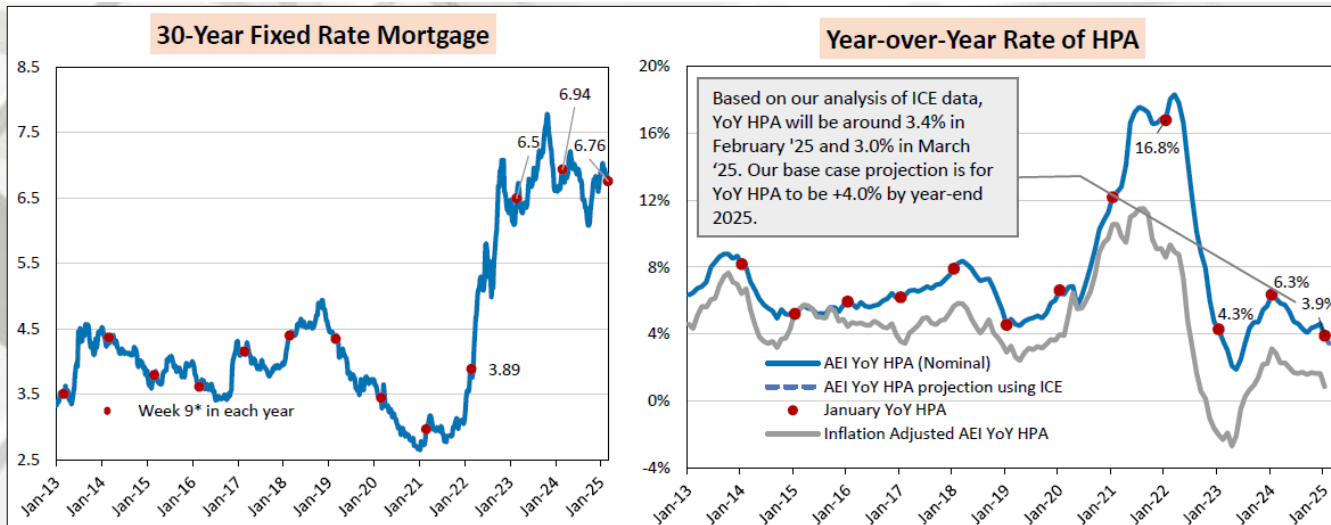 30-Year Fixed Rate Mortgage
8.5
7.5
6.5
5.5
4.5
3.5
2.5
6.94
6.5
6.76
3.89
Week 9* in each year
Jan-13
Jan-14
Jan-15
Jan-16
Jan-17
Jan-18
Jan-19
Jan-20
Jan-21
Jan-22
Jan-23
Jan-24
Jan-25
Year-over-Year Rate of HPA
20%
16%
12%
8%
4%
0%
-4%
Based on our analysis of ICE data,
YoY HPA will be around 3.4% in
February '25 and 3.0% in March
‘25. Our base case projection is for
YoY HPA to be +4.0% by year-end
2025.
16.8%
6.3%
4.3%
3.9%
AEI YoY HPA (Nominal)
AEI YoY HPA projection using ICE
January YoY HPA
Inflation Adjusted AEI YoY HPA
Jan-13
Jan-14
Jan-15
Jan-16
Jan-17
Jan-18
Jan-19
Jan-20
Jan-21
Jan-22
Jan-23
Jan-24
Jan-25